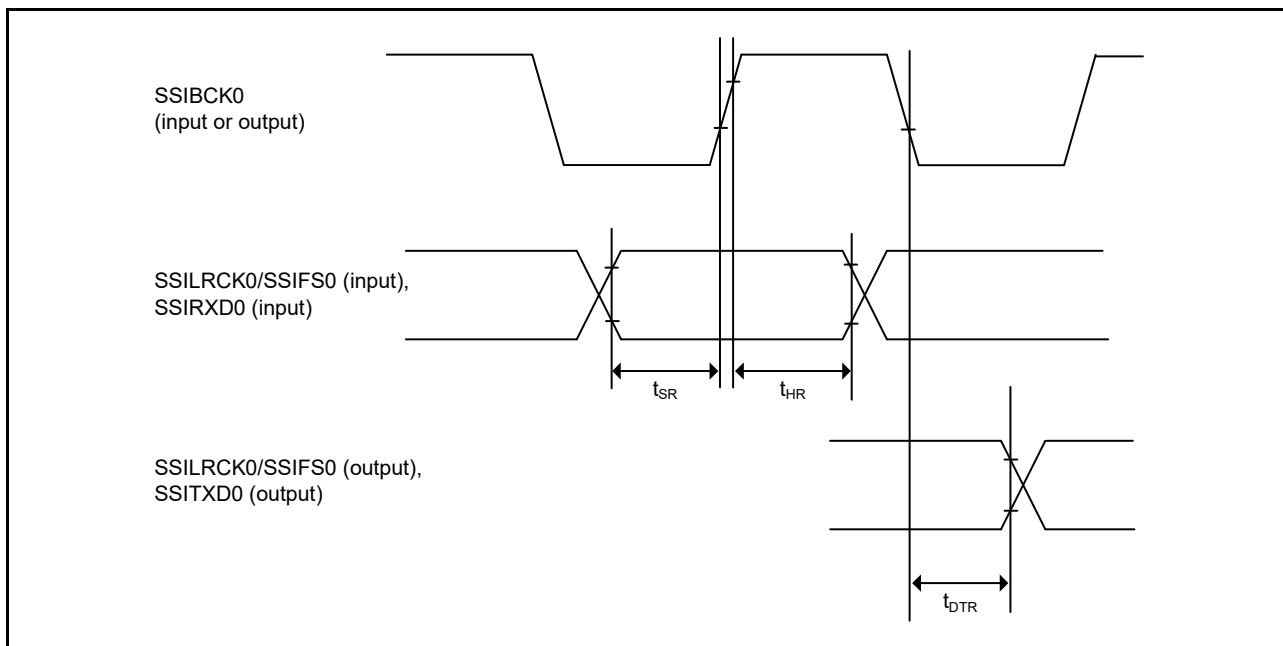 SSIBCK0
(input or output)
SSILRCK0/SSIFS0 (input),
SSIRXD0 (input)
tSR
tHR
SSILRCK0/SSIFS0 (output),
SSITXD0 (output)
tDTR